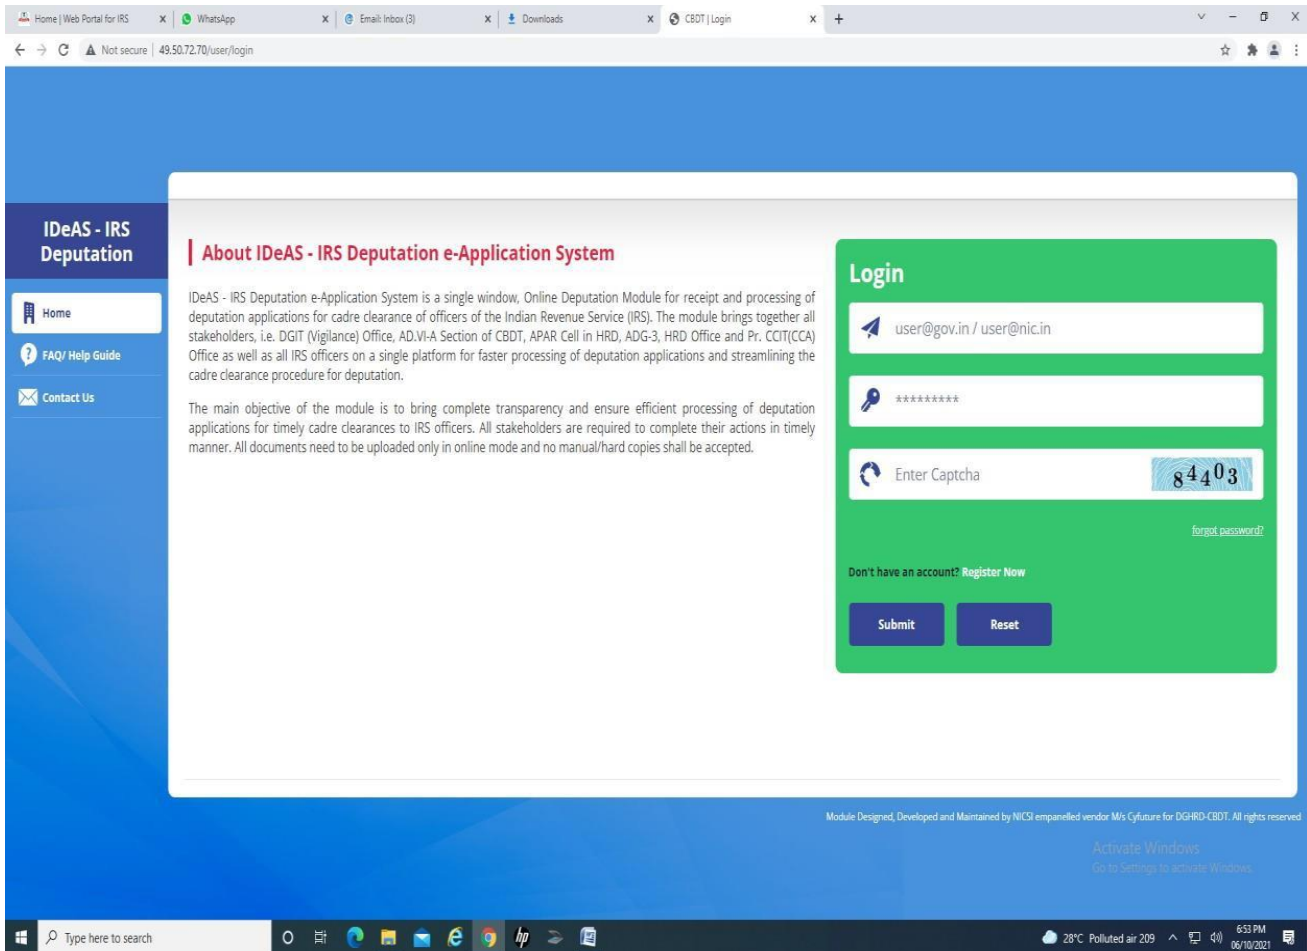 Home | Web Portal for IRS
WhatsApp
Email: Inbox (3)
Downloads
CBDT | Login
Not secure | 49.50.72.70/user/login
IDeAS - IRS
Deputation
Home
FAQ/ Help Guide
Contact Us
About IDeAS - IRS Deputation e-Application System
IDeAS - IRS Deputation e-Application System is a single window, Online Deputation Module for receipt and processing of
deputation applications for cadre clearance of officers of the Indian Revenue Service (IRS). The module brings together all
stakeholders, i.e. DGIT (Vigilance) Office, AD.VI-A Section of CBDT, APAR Cell in HRD, ADG-3, HRD Office and Pr. CCIT(CCA)
Office as well as all IRS officers on a single platform for faster processing of deputation applications and streamlining the
cadre clearance procedure for deputation.
The main objective of the module is to bring complete transparency and ensure efficient processing of deputation
applications for timely cadre clearances to IRS officers. All stakeholders are required to complete their actions in timely
manner. All documents need to be uploaded only in online mode and no manual/hard copies shall be accepted.
Login
user@gov.in / user@nic.in
*********
Enter Captcha
84403
forgot password?
Don't have an account? Register Now
Submit
Reset
Module Designed, Developed and Maintained by NICSI empanelled vendor M/s Cyfuture for DGHRD-CBDT. All rights reserved
Activate Windows
Go to Settings to activate Windows.
Type here to search
hp
28°C Polluted air 209
6:53 PM
06/10/2021